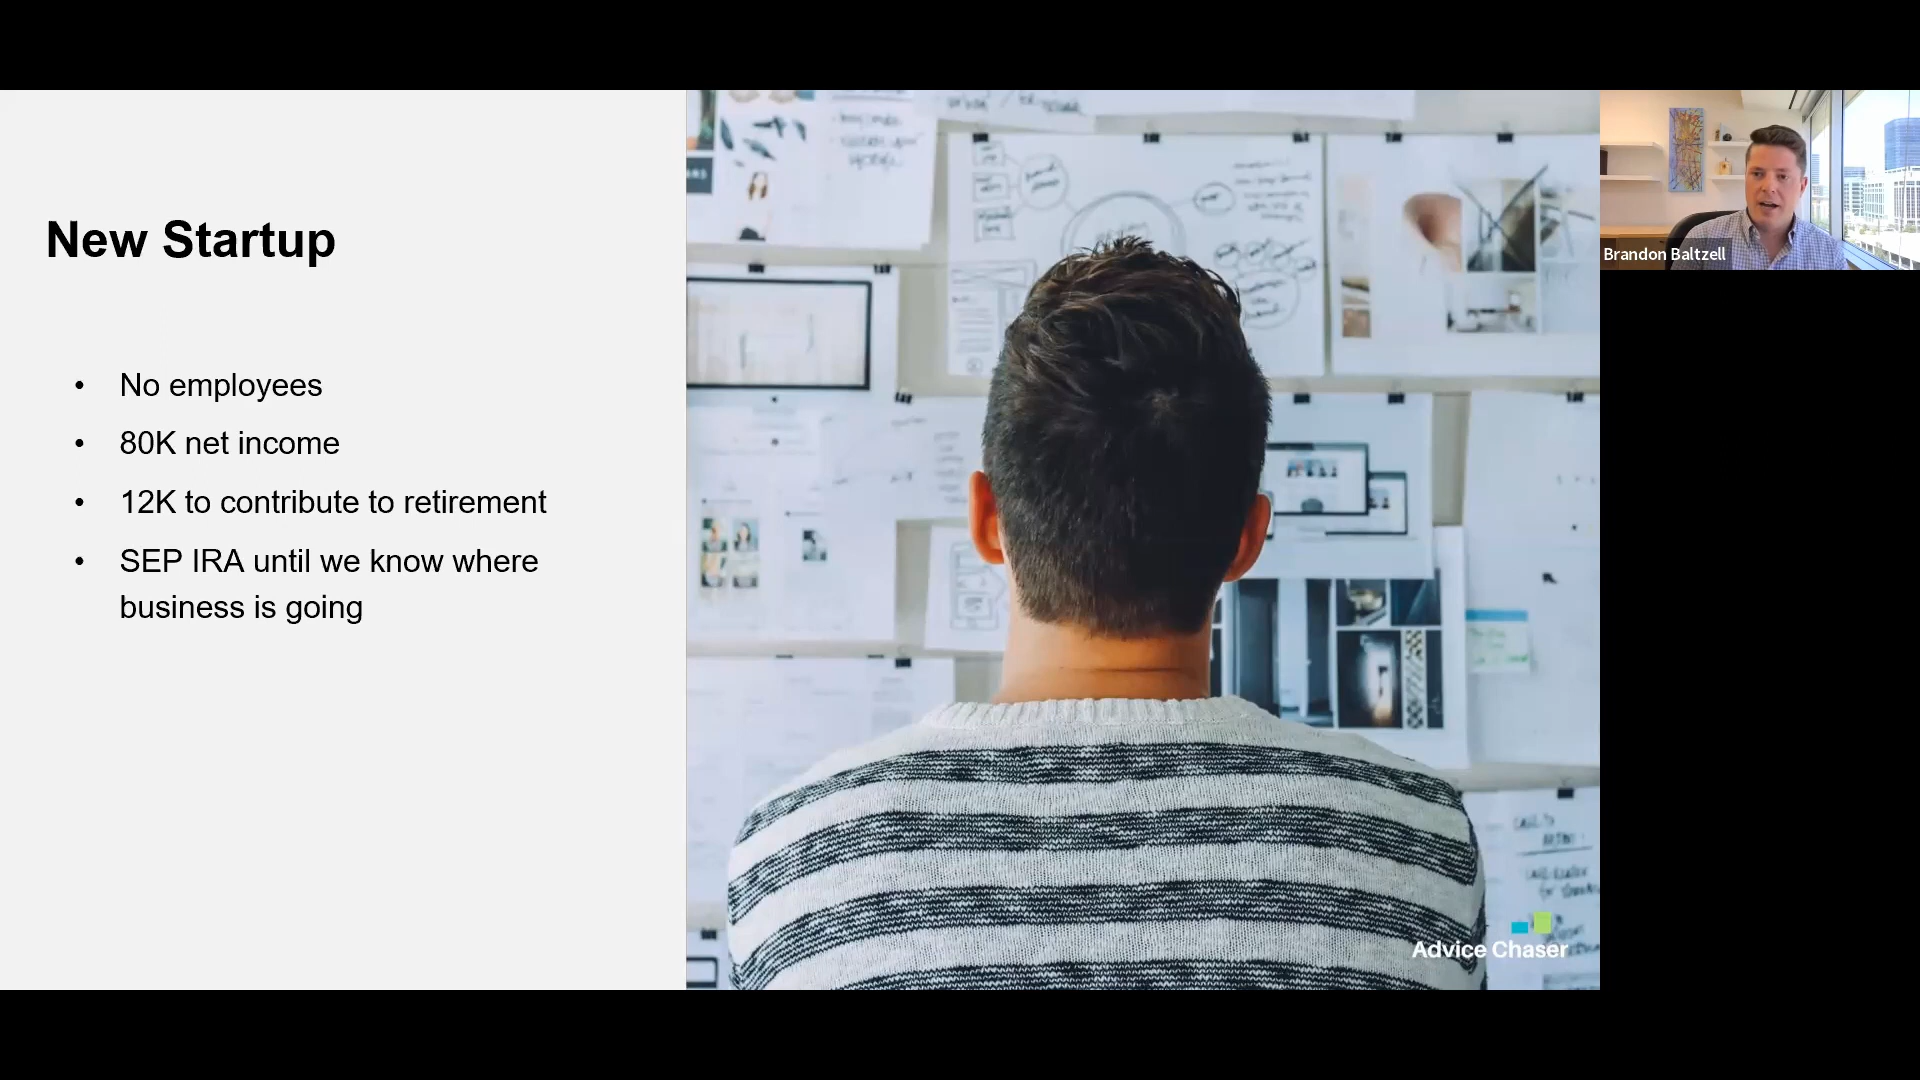 New Startup
• No employees
• 80K net income
• 12K to contribute to retirement
• SEP IRA until we know where
business is going
Brandon Baltzell
Advice Chaser